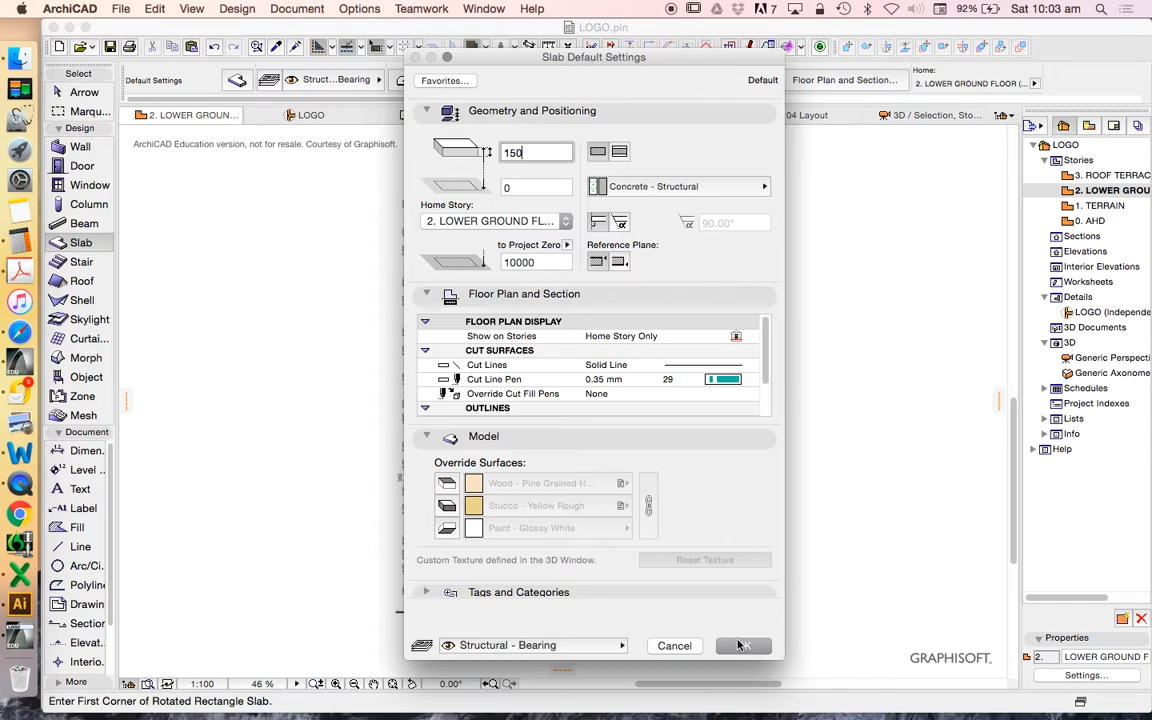 ArchiCAD File Edit View Design Document Options Teamwork Window Help 7 92% Sat 10:03 am
LOGO.pin
Slab Default Settings
Select
Default Settings
Struct...Bearing
Favorites...
Default
Floor Plan and Section...
Home:
2. LOWER GROUND FLOOR (...
Arrow
Marqu...
Design
Wall
Door
Window
Column
Beam
Slab
Stair
Roof
Shell
Skylight
Curtai...
Morph
Object
Zone
Mesh
Document
Dimen...
Level ...
Text
Label
Fill
Line
Arc/Ci...
Polyline
Drawin
Section
Elevat...
Interio...
More
2. LOWER GROUN...
LOGO
04 Layout
3D / Selection, Sto...
ArchiCAD Education version, not for resale. Courtesy of Graphisoft.
Geometry and Positioning
150
0
Concrete - Structural
Home Story:
2. LOWER GROUND FL...
90.00°
to Project Zero
Reference Plane:
10000
Floor Plan and Section
FLOOR PLAN DISPLAY
Show on Stories Home Story Only
CUT SURFACES
Cut Lines Solid Line
Cut Line Pen 0.35 mm 29
Override Cut Fill Pens None
OUTLINES
Model
Override Surfaces:
Wood - Pine Grained H...
Stucco - Yellow Rough
Paint - Glossy White
Custom Texture defined in the 3D Window.
Reset Texture
Tags and Categories
Structural - Bearing
Cancel
LOGO
Stories
3. ROOF TERRAC
2. LOWER GROU
1. TERRAIN
0. AHD
Sections
Elevations
Interior Elevations
Worksheets
Details
LOGO (Independe
3D Documents
3D
Generic Perspecti
Generic Axonome
Schedules
Project Indexes
Lists
Info
Help
GRAPHISOFT.
Properties
2. LOWER GROUND F
Settings...
1:100 46 % 0.00°
Enter First Corner of Rotated Rectangle Slab.